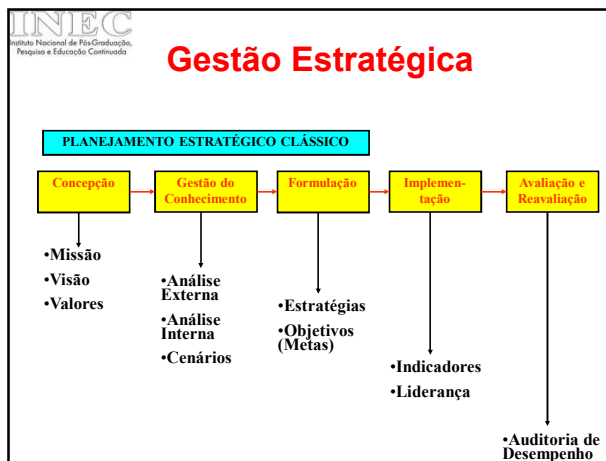 INEC
Instituto Nacional de Pós-Graduação,
Pesquisa e Educação Continuada
Gestão Estratégica
PLANEJAMENTO ESTRATÉGICO CLÁSSICO
Concepção
Gestão do
Conhecimento
Formulação
Implemen-
tação
Avaliação e
Reavaliação
•Missão
•Visão
•Valores
•Análise
Externa
•Análise
Interna
•Cenários
•Estratégias
•Objetivos
(Metas)
•Indicadores
•Liderança
•Auditoria de
Desempenho